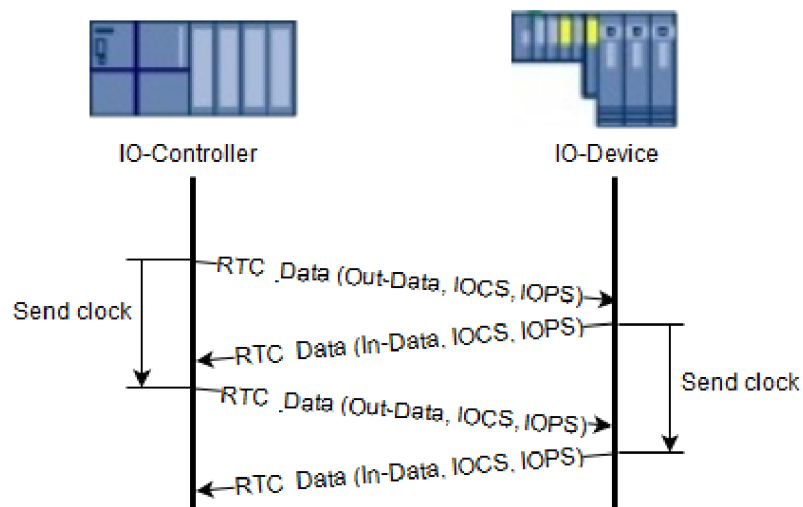 IO-Controller
IO-Device
RTC .Data (Out-Data, IOCS, IOPS)
Send clock
RTC Data (In-Data, IOCS, IOPS)
Send clock
RTC .Data (Out-Data, IOCS, IOPS)
RTC Data (In-Data, IOCS, IOPS)